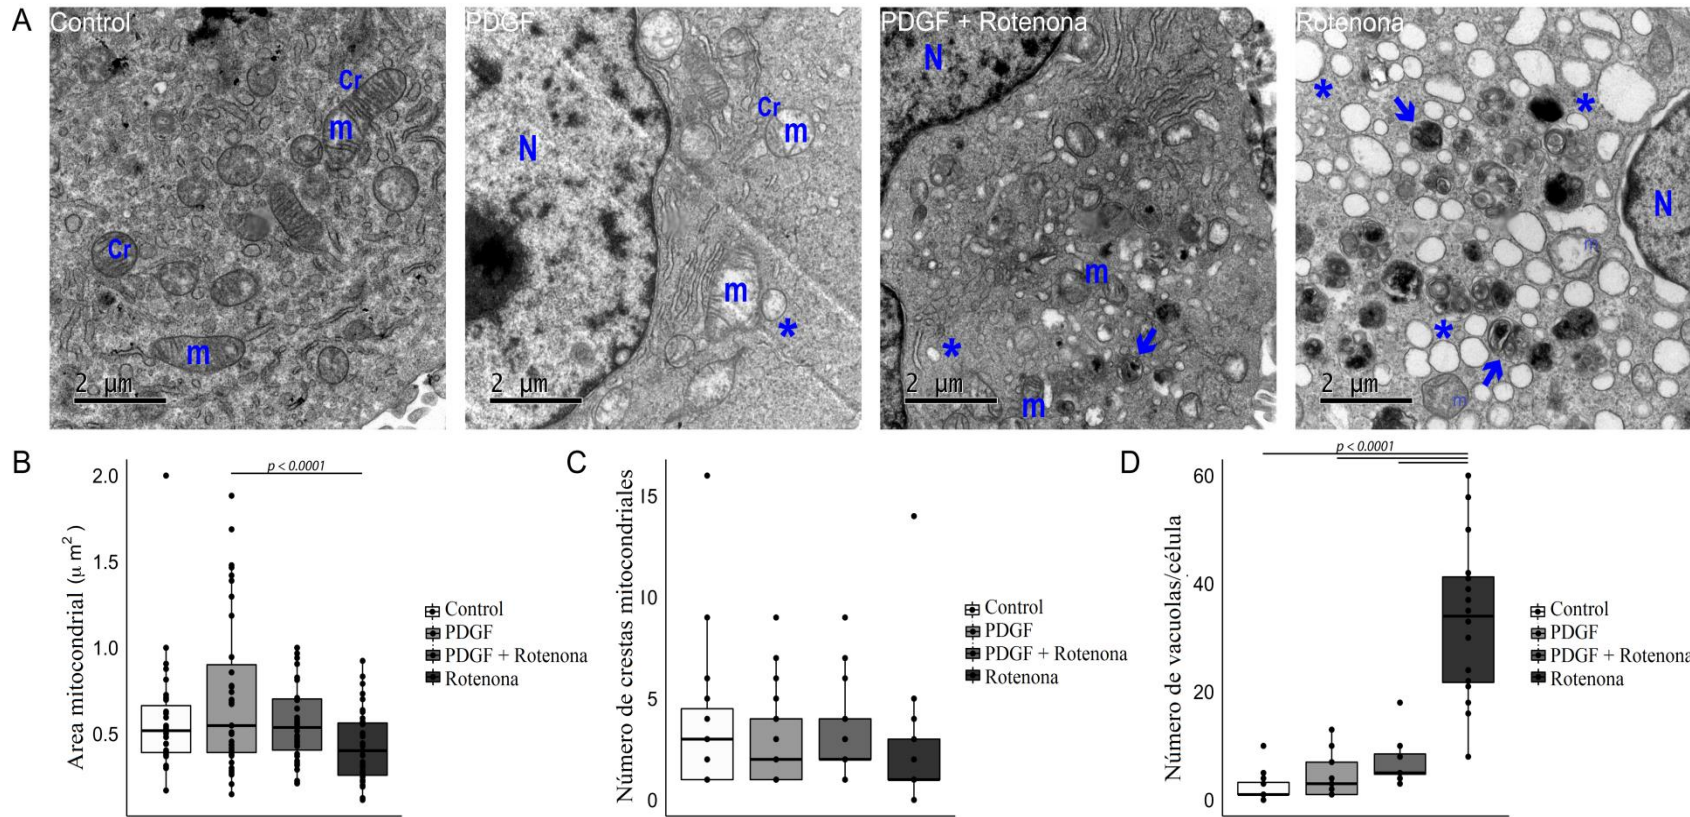 A
Control
Cr
m
Cr
m
2 µm
PDGF
N
Cr
m
m
*
2 µm
PDGF + Rotenona
N
m
*
m
2 µm
Rotenona
*
*
N
m
*
m
2 µm
B
p < 0.0001
Area mitocondrial (µ m²)
2.0
1.5
1.0
0.5
Control
PDGF
PDGF + Rotenona
Rotenona
C
Número de crestas mitocondriales
15
10
5
0
Control
PDGF
PDGF + Rotenona
Rotenona
D
p < 0.0001
Número de vacuolas/célula
60
40
20
0
Control
PDGF
PDGF + Rotenona
Rotenona